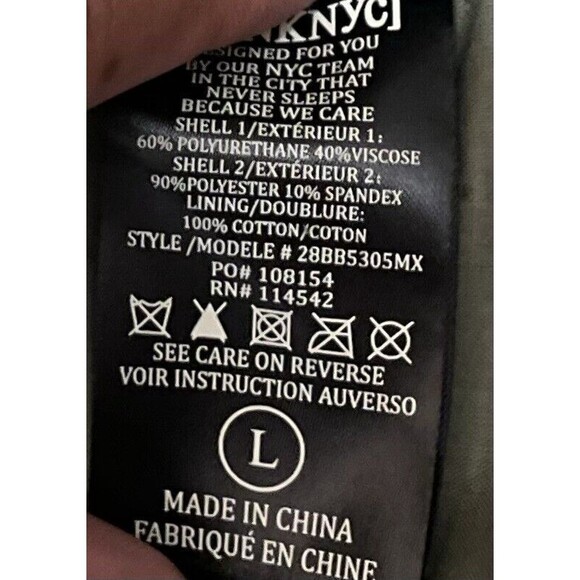 NKNYC]
DESIGNED FOR YOU
BY OUR NYC TEAM
IN THE CITY THAT
NEVER SLEEPS
BECAUSE WE CARE
SHELL 1/EXTÉRIEUR 1:
60% POLYURETHANE 40%VISCOSE
SHELL 2/EXTÉRIEUR 2:
90%POLYESTER 10% SPANDEX
LINING/DOUBLURE:
100% COTTON/COTON
STYLE /MODELE # 28BB5305MX
PO# 108154
RN# 114542
SEE CARE ON REVERSE
VOIR INSTRUCTION AUVERSO
L
MADE IN CHINA
FABRIQUÉ EN CHINE